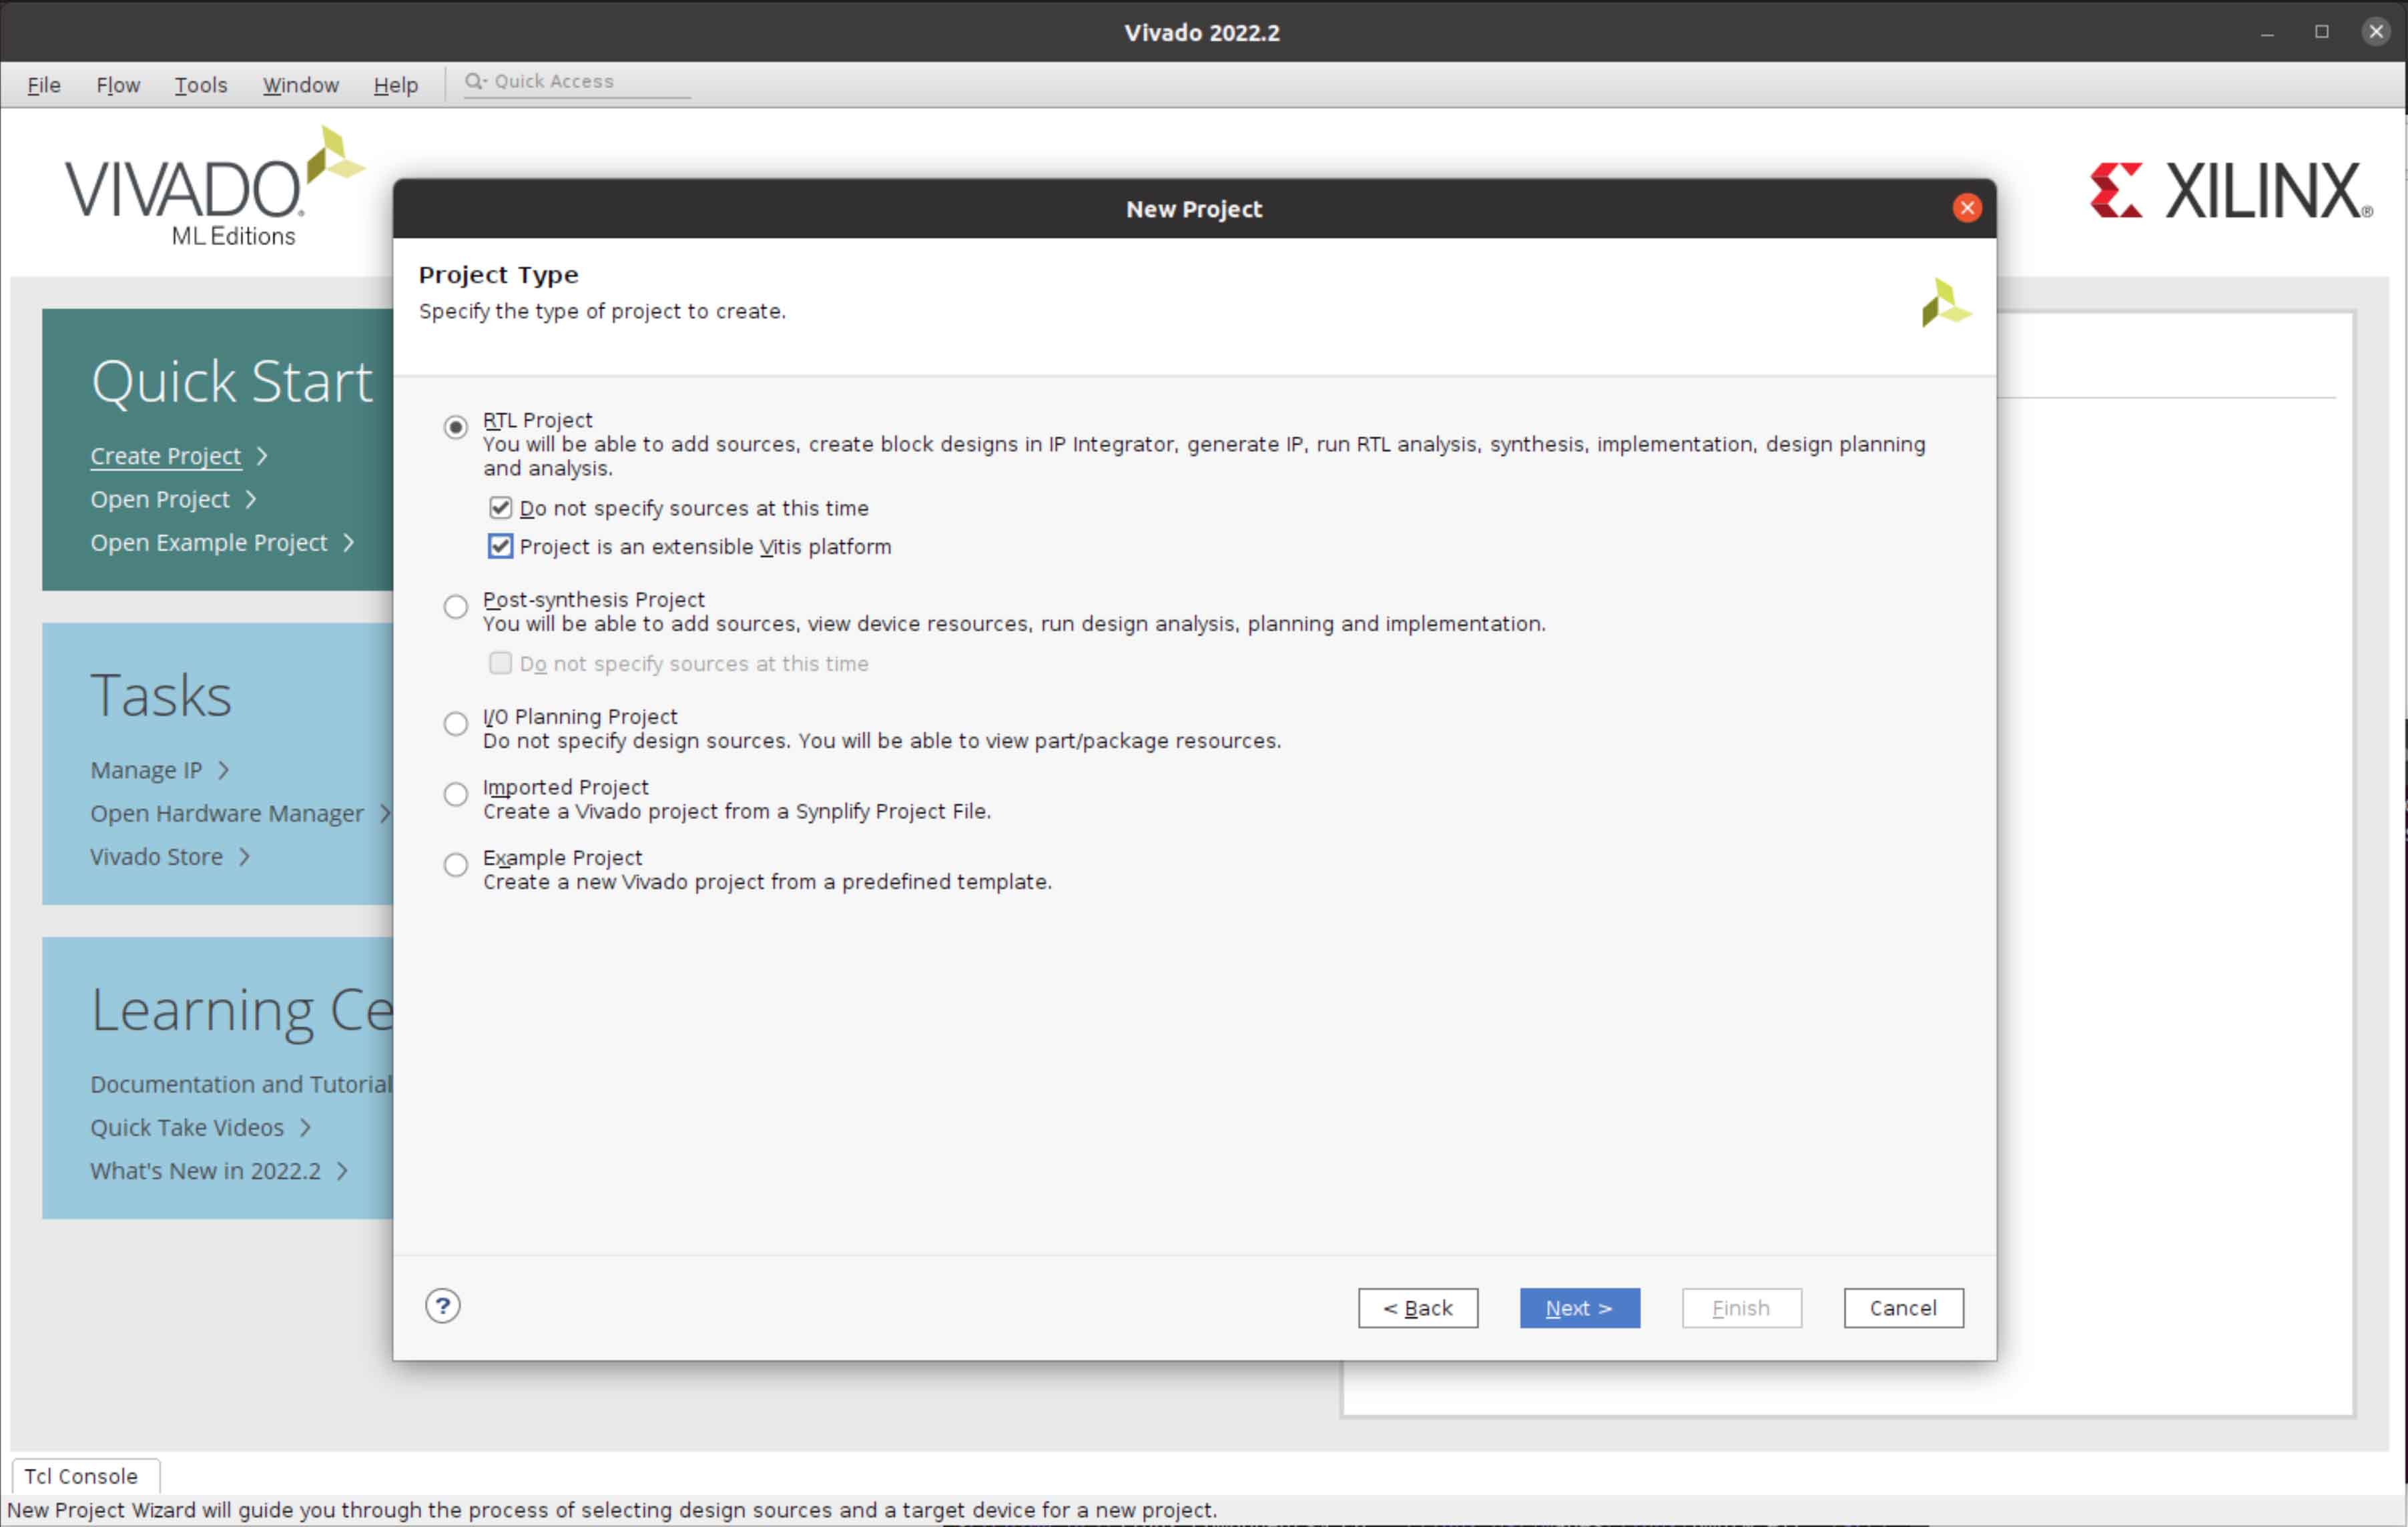 Vivado 2022.2
File Flow Tools Window Help Quick Access
VIVADO.
ML Editions
XILINX®
Quick Start
Create Project
Open Project
Open Example Project
Tasks
Manage IP
Open Hardware Manager
Vivado Store
Learning Ce
Documentation and Tutorial
Quick Take Videos
What's New in 2022.2
New Project
Project Type
Specify the type of project to create.
RTL Project
You will be able to add sources, create block designs in IP Integrator, generate IP, run RTL analysis, synthesis, implementation, design planning
and analysis.
Do not specify sources at this time
Project is an extensible Vitis platform
Post-synthesis Project
You will be able to add sources, view device resources, run design analysis, planning and implementation.
Do not specify sources at this time
I/O Planning Project
Do not specify design sources. You will be able to view part/package resources.
Imported Project
Create a Vivado project from a Synplify Project File.
Example Project
Create a new Vivado project from a predefined template.
?
< Back Next > Finish Cancel
Tcl Console
New Project Wizard will guide you through the process of selecting design sources and a target device for a new project.